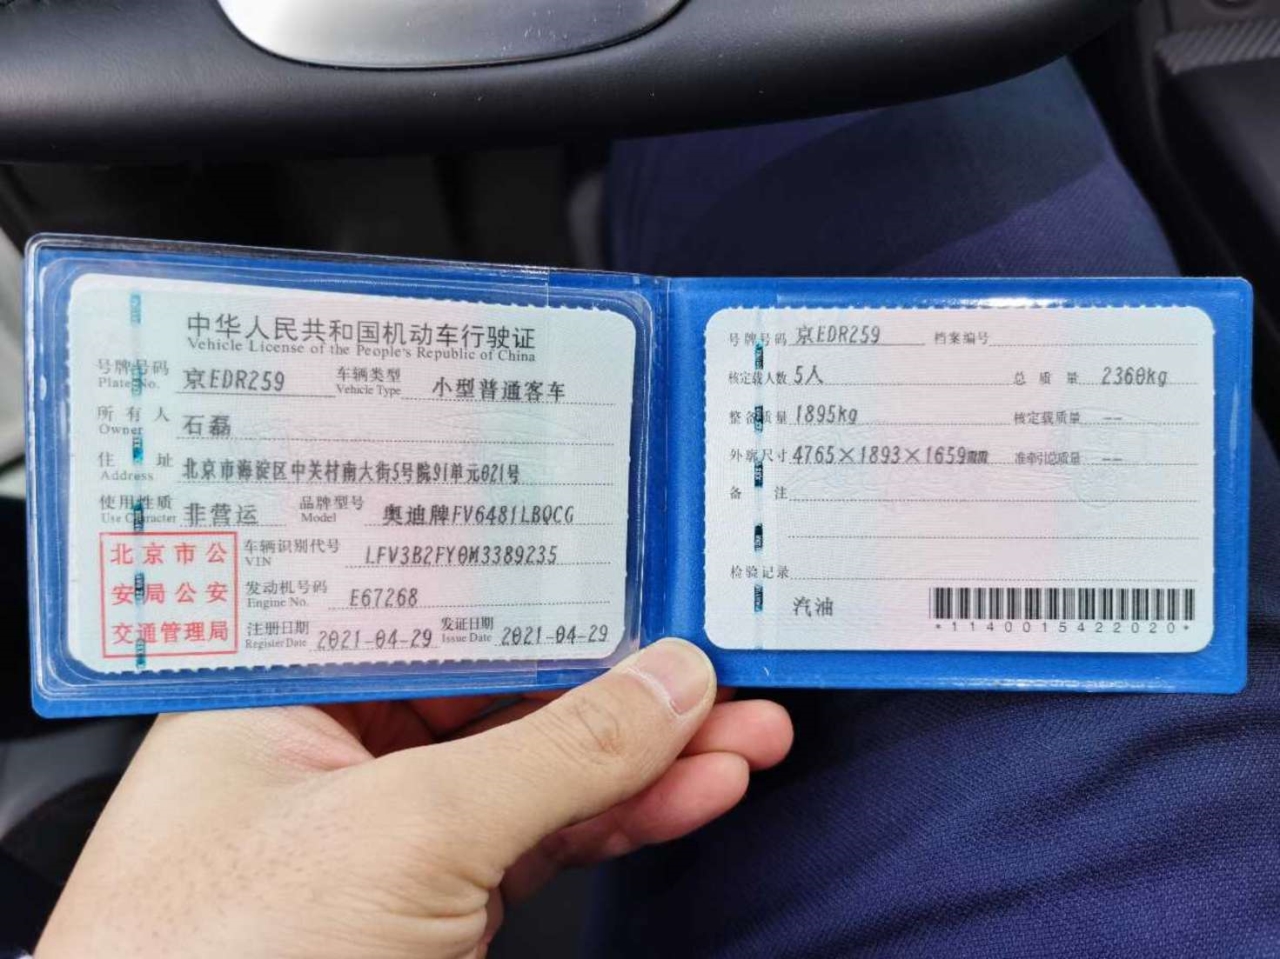 中华人民共和国机动车行驶证
Vehicle License of the People's Republic of China
号牌号码 京EDR259 车辆类型 小型普通客车
Plate No. Vehicle Type
所有人 石磊
Owner
住址 北京市海淀区中关村南大街5号院91单元021号
Address
使用性质 非营运 品牌型号 奥迪牌FV6481LBQCG
Use Character Model
北京市公
安局公安
交通管理局
车辆识别代号 LFV3B2FY0M3389235
VIN
发动机号码 E67268
Engine No.
注册日期 2021-04-29 发证日期 2021-04-29
Register Date Issue Date
号牌号码 京EDR259 档案编号
核定载人数 5人 总质量 2360kg
整备质量 1895kg 核定载质量 --
外廓尺寸 4765×1893×1659 准牵引总质量 --
备注
检验记录
汽油
*1140015422020*